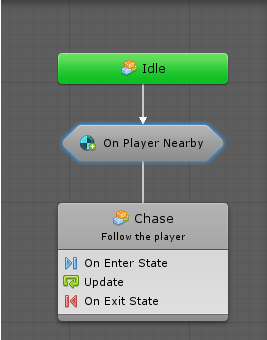 Idle
On Player Nearby
Chase
Follow the player
On Enter State
Update
On Exit State